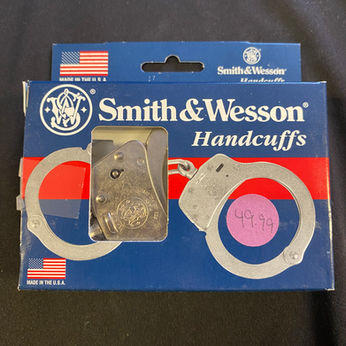 MADE IN THE U.S.A.
Smith & Wesson®
Smith & Wesson®
Handcuffs
49.99
MADE IN THE U.S.A.